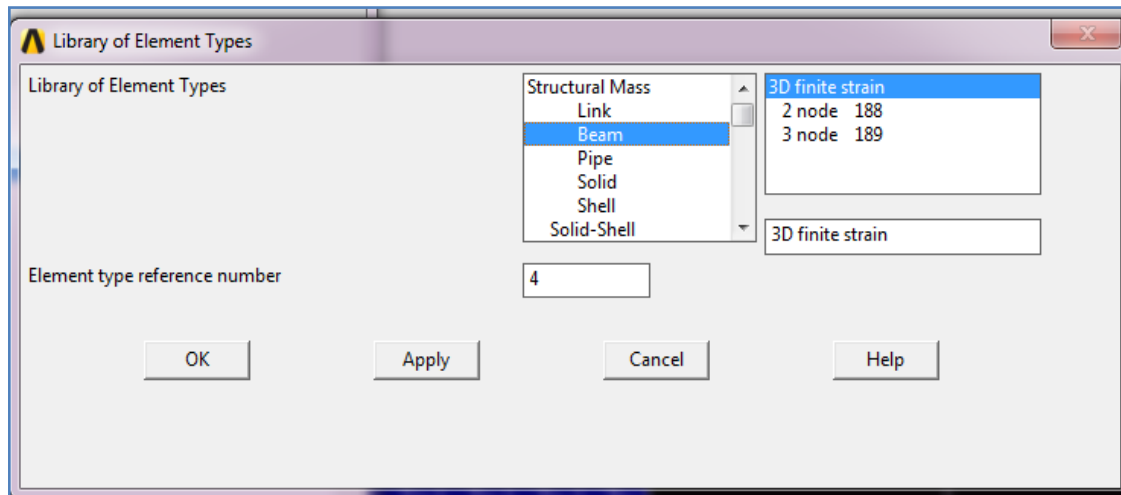 Library of Element Types
Library of Element Types
Structural Mass
Link
Beam
Pipe
Solid
Shell
Solid-Shell
3D finite strain
2 node 188
3 node 189
3D finite strain
Element type reference number
4
OK
Apply
Cancel
Help